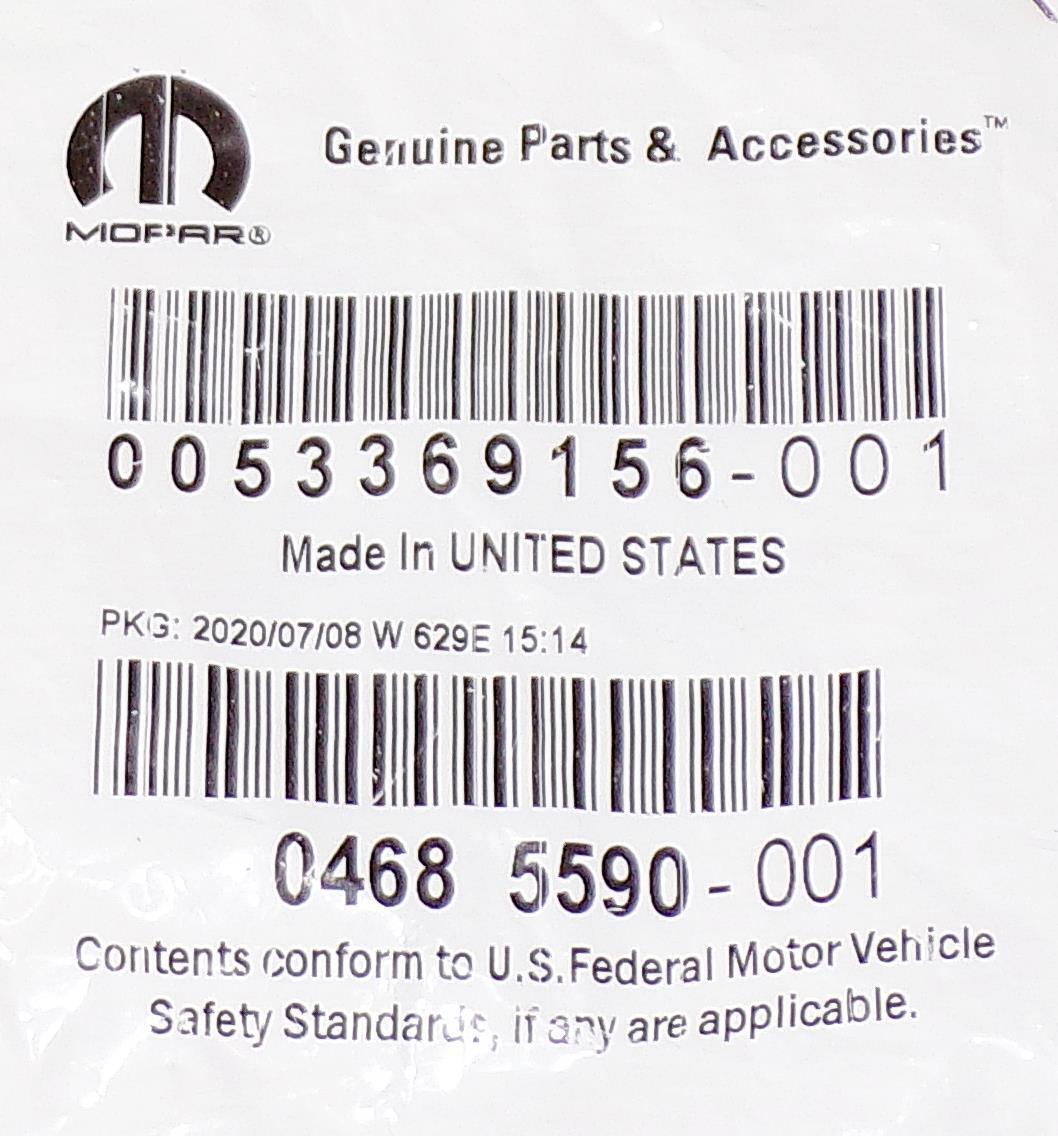 Genuine Parts & Accessories™
MOPAR®
0053369156-001
Made In UNITED STATES
PKG: 2020/07/08 W 629E 15:14
0468 5590-001
Contents conform to U.S. Federal Motor Vehicle
Safety Standards, if any are applicable.